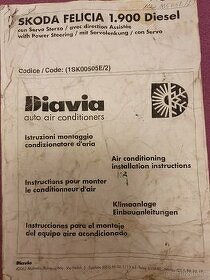 SKODA FELICIA 1.900 Diesel
con Servo Sterzo / avec direction Assistée
with Power Steering / mit Servolenkung / con Servo
Codice / Code: (1SK00505E/2)
Diavia
auto air conditioners
Istruzioni montaggio
condizionatore d'aria
Air conditioning
installation instructions
Instructions pour monter
le conditionneur d'air
Klimaanlage
Einbauanleitungen
Instrucciones para el montaje
del equipo aire acondicionado
Diavia